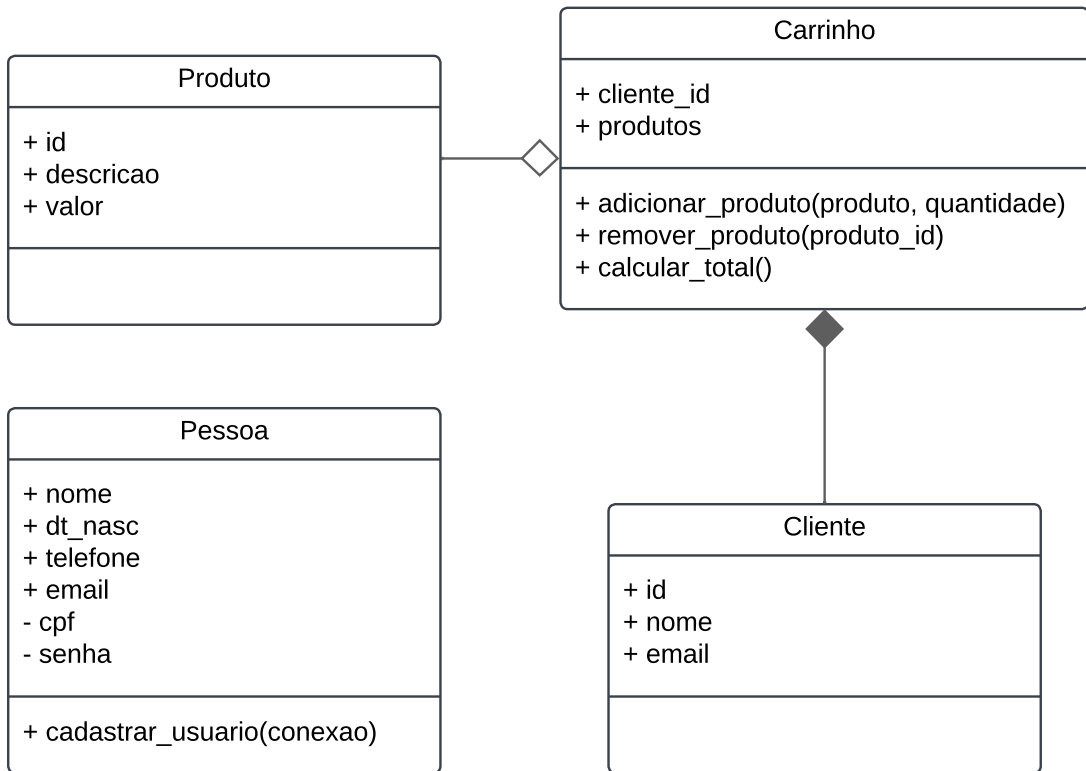 Produto
+ id
+ descricao
+ valor
Carrinho
+ cliente_id
+ produtos
+ adicionar_produto(produto, quantidade)
+ remover_produto(produto_id)
+ calcular_total()
Pessoa
+ nome
+ dt_nasc
+ telefone
+ email
- cpf
- senha
+ cadastrar_usuario(conexao)
Cliente
+ id
+ nome
+ email